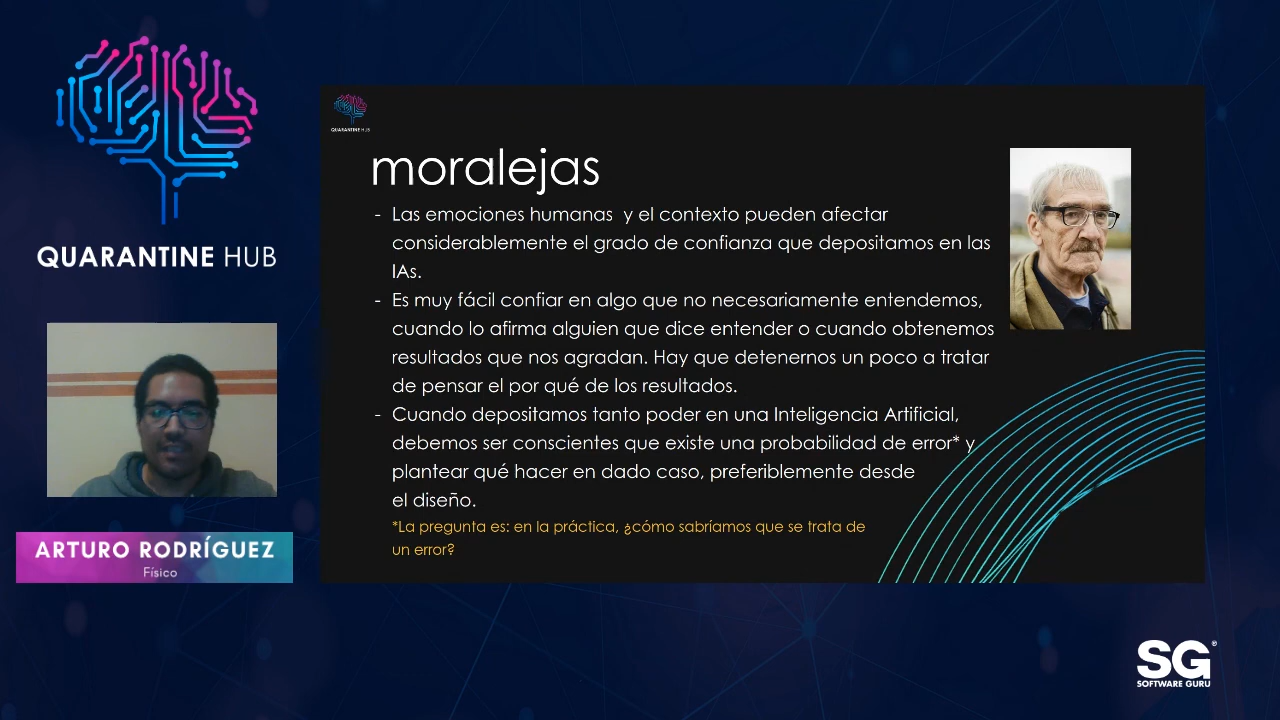 QUARANTINE HUB
ARTURO RODRÍGUEZ
Físico
QUARANTINE HUB
moralejas
- Las emociones humanas y el contexto pueden afectar
considerablemente el grado de confianza que depositamos en las
IAs.
- Es muy fácil confiar en algo que no necesariamente entendemos,
cuando lo afirma alguien que dice entender o cuando obtenemos
resultados que nos agradan. Hay que detenernos un poco a tratar
de pensar el por qué de los resultados.
- Cuando depositamos tanto poder en una Inteligencia Artificial,
debemos ser conscientes que existe una probabilidad de error* y
plantear qué hacer en dado caso, preferiblemente desde
el diseño.
*La pregunta es: en la práctica, ¿cómo sabríamos que se trata de
un error?
SG
SOFTWARE GURU